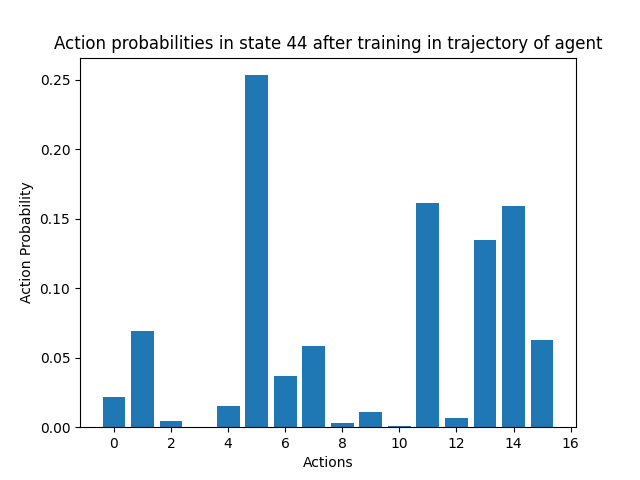 Action probabilities in state 44 after training in trajectory of agent
0.25
0.20
0.15
0.10
0.05
0.00
Action Probability
0 2 4 6 8 10 12 14 16
Actions